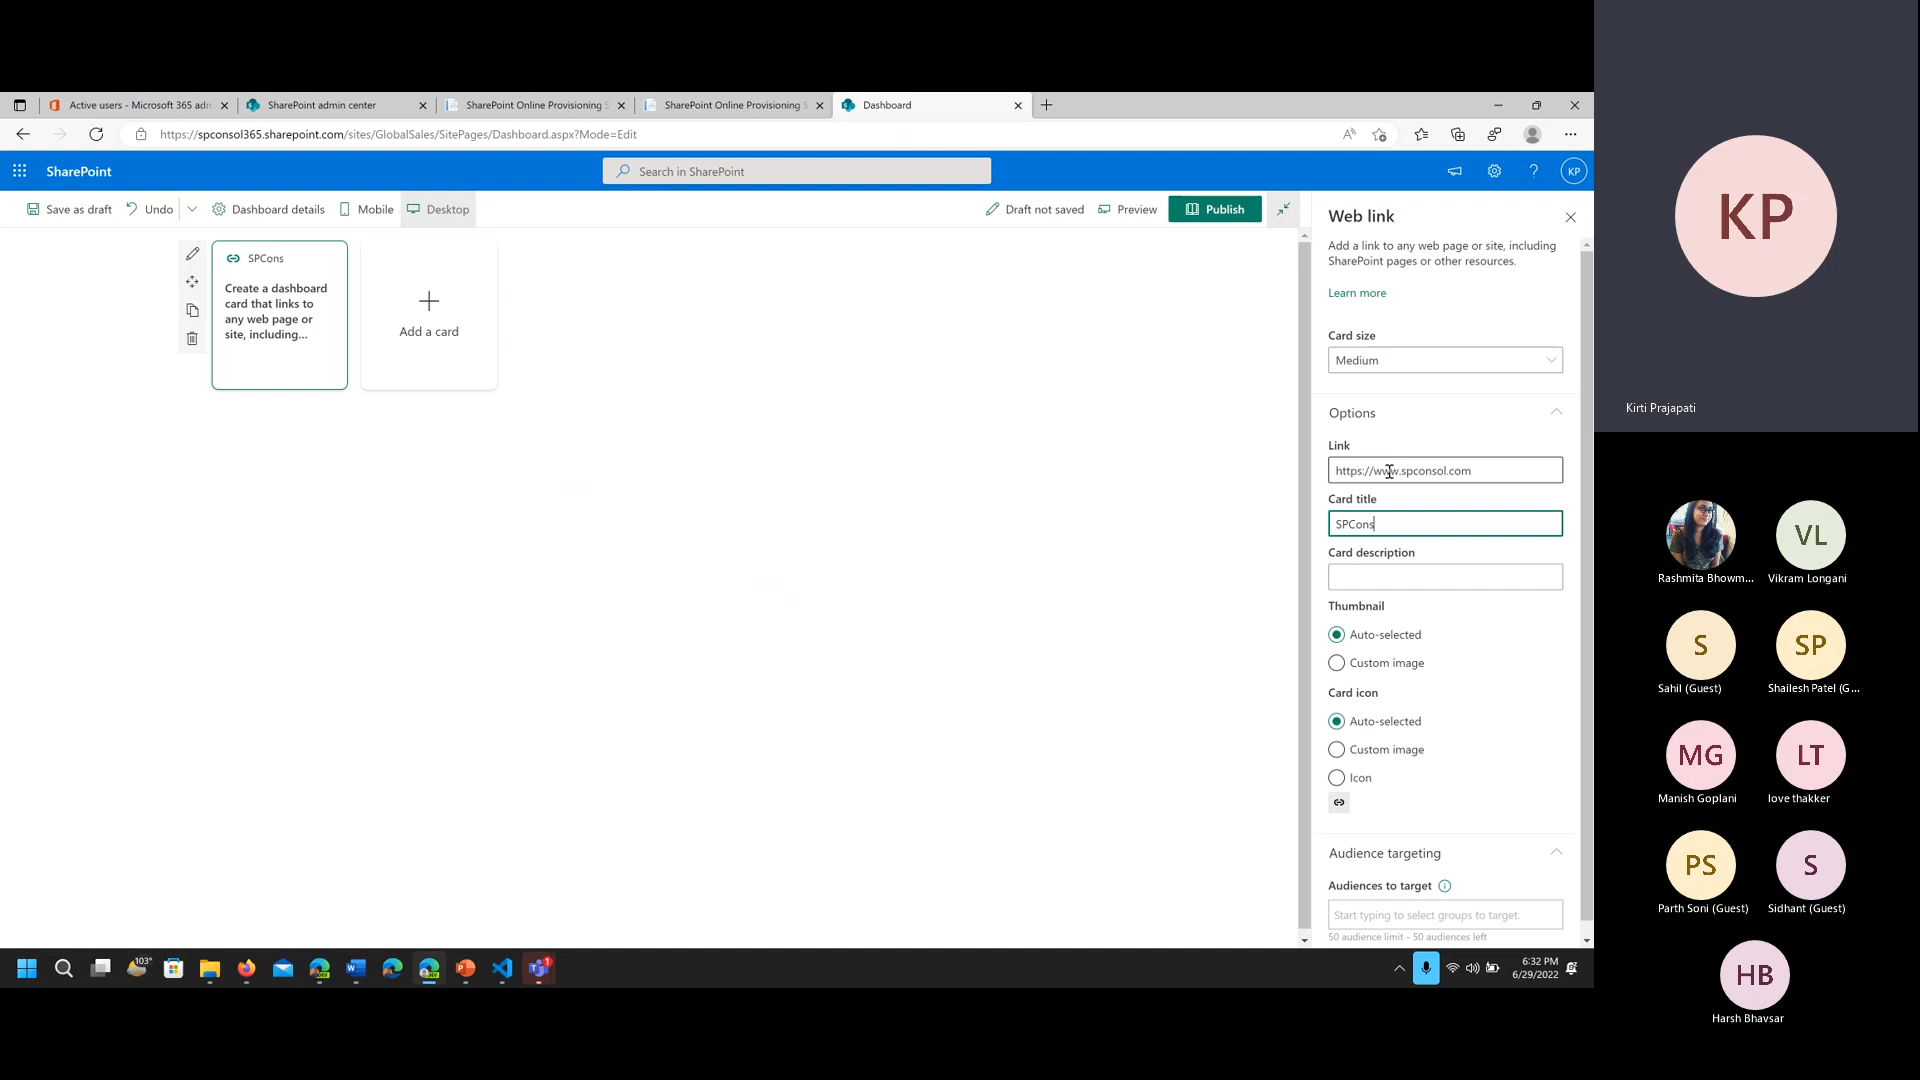 Active users - Microsoft 365 adm
SharePoint admin center
SharePoint Online Provisioning S
SharePoint Online Provisioning S
Dashboard
https://spconsol365.sharepoint.com/sites/GlobalSales/SitePages/Dashboard.aspx?Mode=Edit
SharePoint
Search in SharePoint
KP
Save as draft
Undo
Dashboard details
Mobile
Desktop
Draft not saved
Preview
Publish
SPCons
Create a dashboard
card that links to
any web page or
site, including...
Add a card
Web link
Add a link to any web page or site, including
SharePoint pages or other resources.
Learn more
Card size
Medium
Options
Link
https://www.spconsol.com
Card title
SPCons
Card description
Thumbnail
Auto-selected
Custom image
Card icon
Auto-selected
Custom image
Icon
Audience targeting
Audiences to target
Start typing to select groups to target.
50 audience limit - 50 audiences left
103°
1
6:32 PM
6/29/2022
KP
Kirti Prajapati
Rashmita Bhowm...
VL
Vikram Longani
S
Sahil (Guest)
SP
Shailesh Patel (G...
MG
Manish Goplani
LT
love thakker
PS
Parth Soni (Guest)
S
Sidhant (Guest)
HB
Harsh Bhavsar